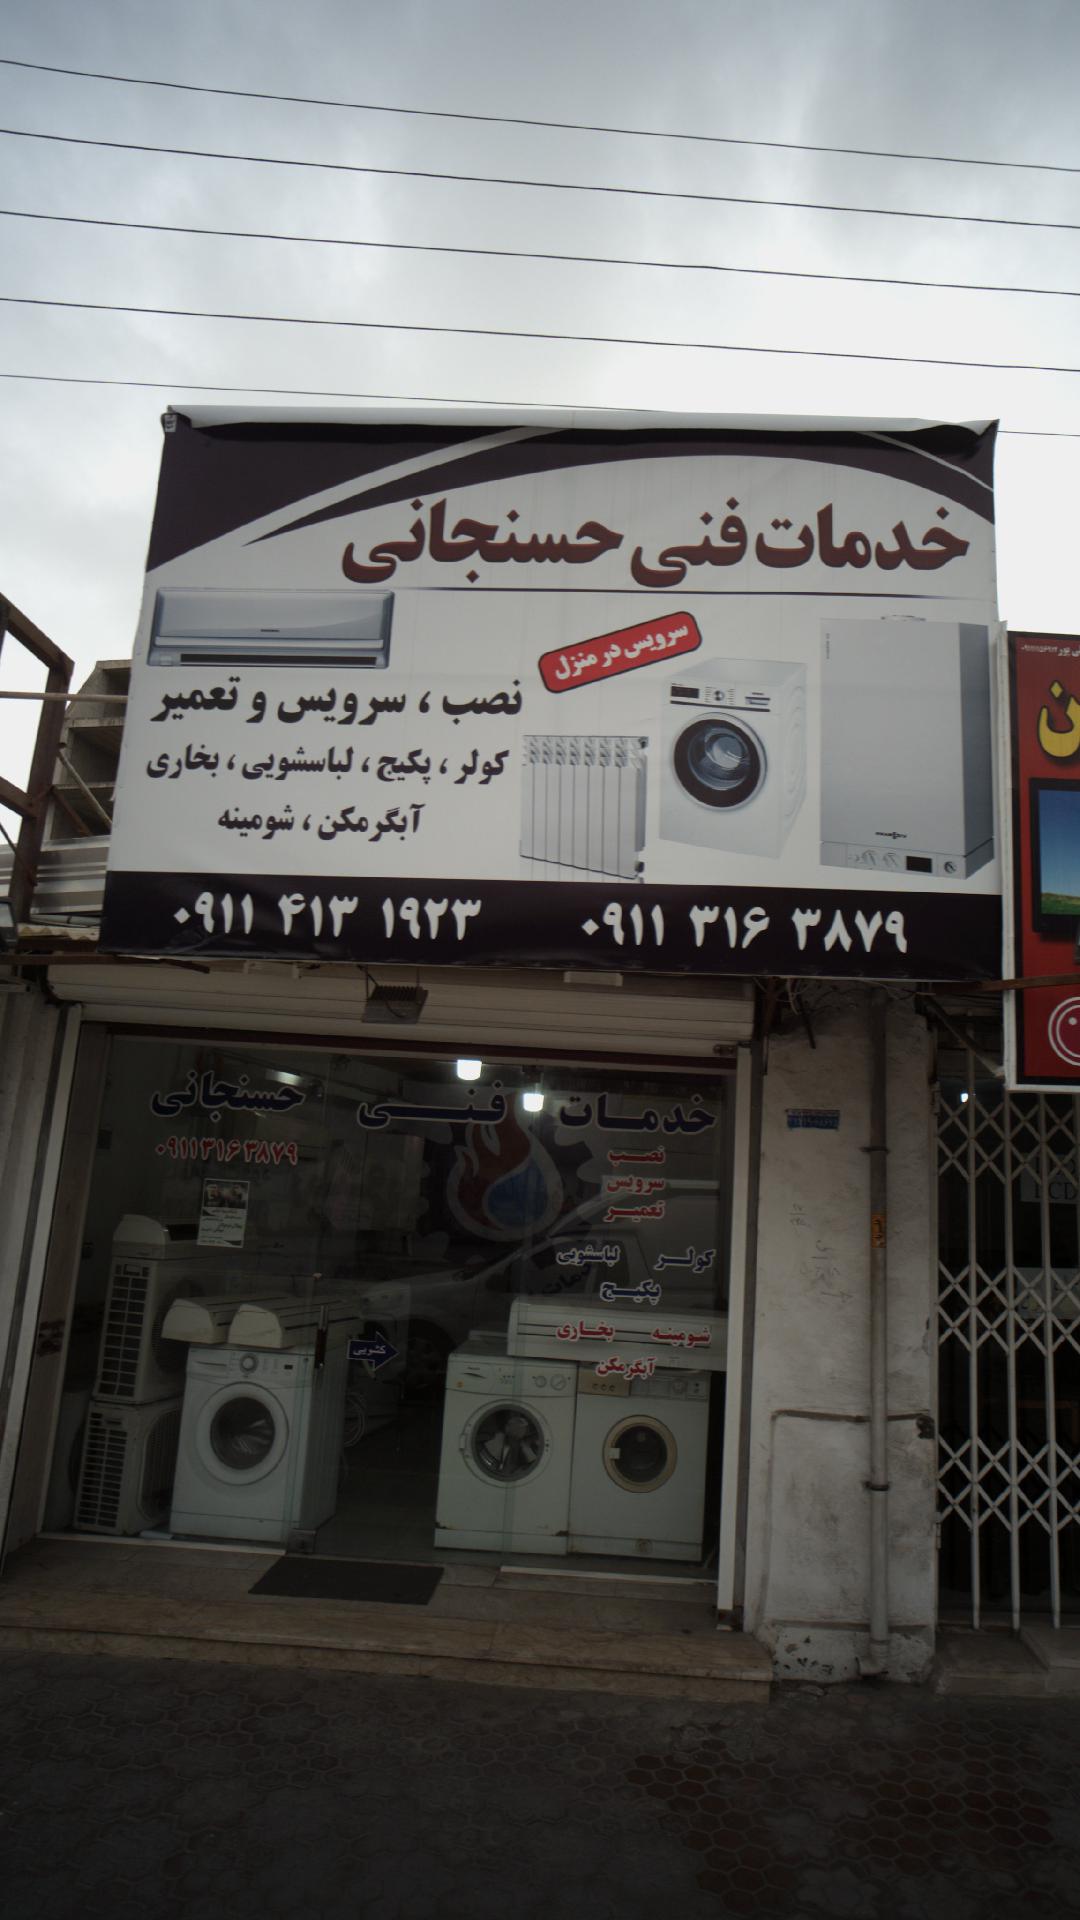 خدمات فنی حسنجانی
سرویس در منزل
نصب ، سرویس و تعمیر
کولر ، پکیج ، لباسشویی ، بخاری
آبگرمکن ، شومینه
۰۹۱۱ ۴۱۳ ۱۹۲۳
۰۹۱۱ ۳۱۶ ۳۸۷۹
خدمات فنی حسنجانی
۰۹۱۱۳۱۶۳۸۷۹
نصب
سرویس
تعمیر
کولر لباسشویی
پکیج
شومینه بخاری
آبگرمکن
کشویی